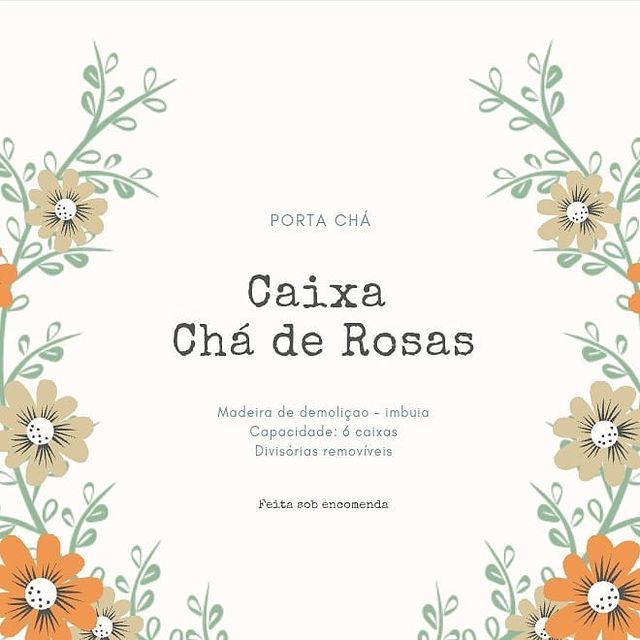 PORTA CHÁ
Caixa
Chá de Rosas
Madeira de demoliçao - imbuia
Capacidade: 6 caixas
Divisórias removíveis
Feita sob encomenda